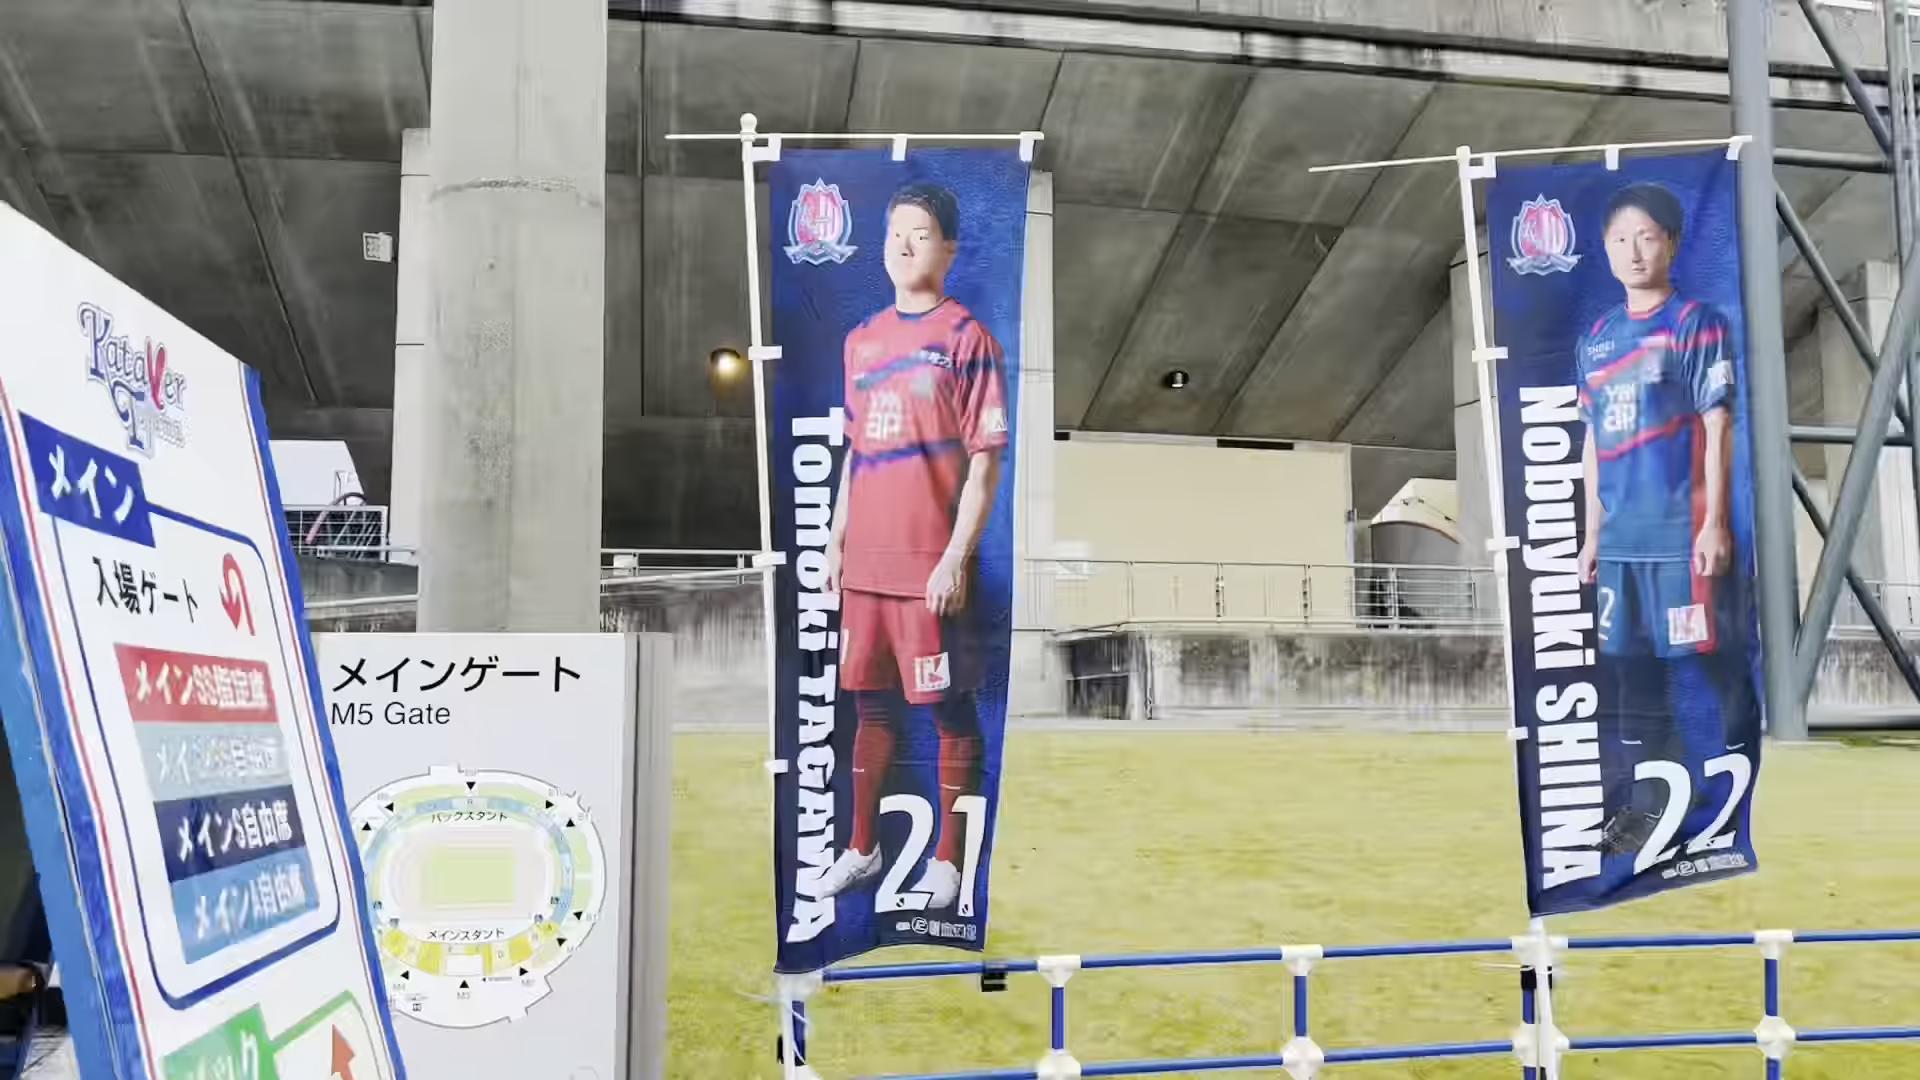 Kataller
メイン
入場ゲート
メインSS指定席
メインS自由席
メインA自由席
メインゲート
M5 Gate
バックスタンド
メインスタンド
Tomoki TAGAWA
21
Nobuyuki SHIINA
22